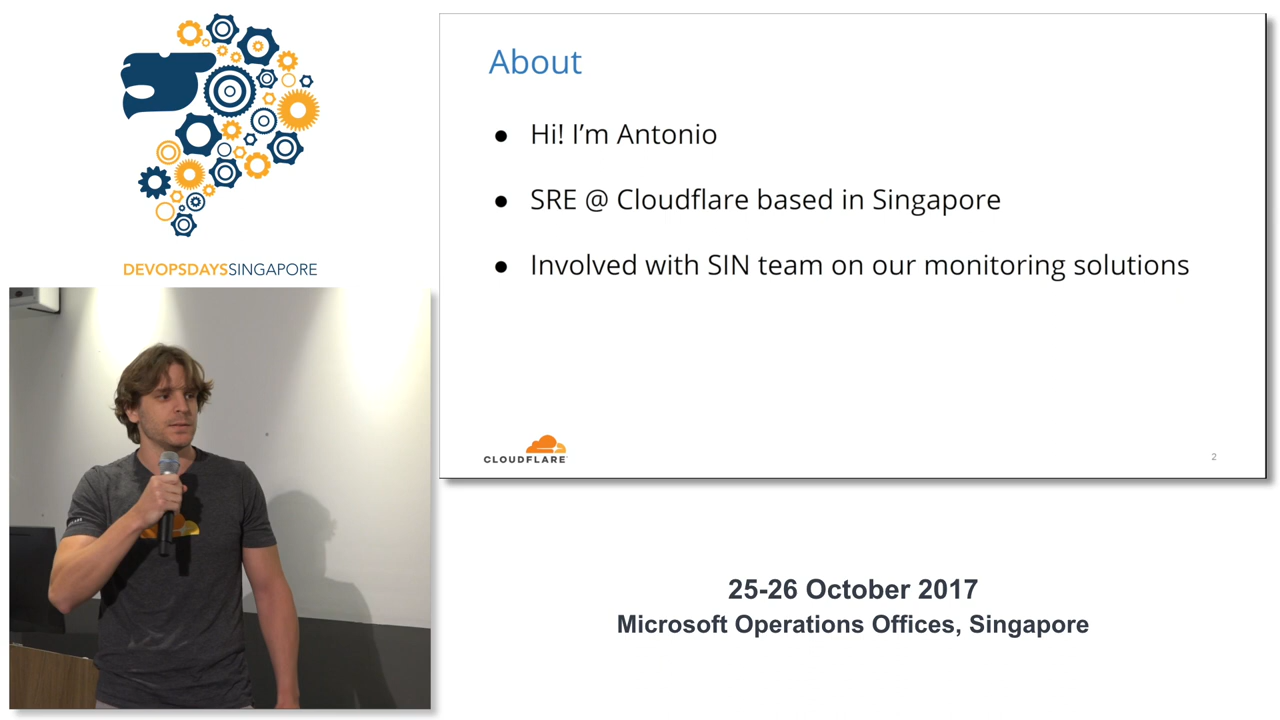 DEVOPSDAYSSINGAPORE
About
● Hi! I’m Antonio
● SRE @ Cloudflare based in Singapore
● Involved with SIN team on our monitoring solutions
CLOUDFLARE
2
25-26 October 2017
Microsoft Operations Offices, Singapore